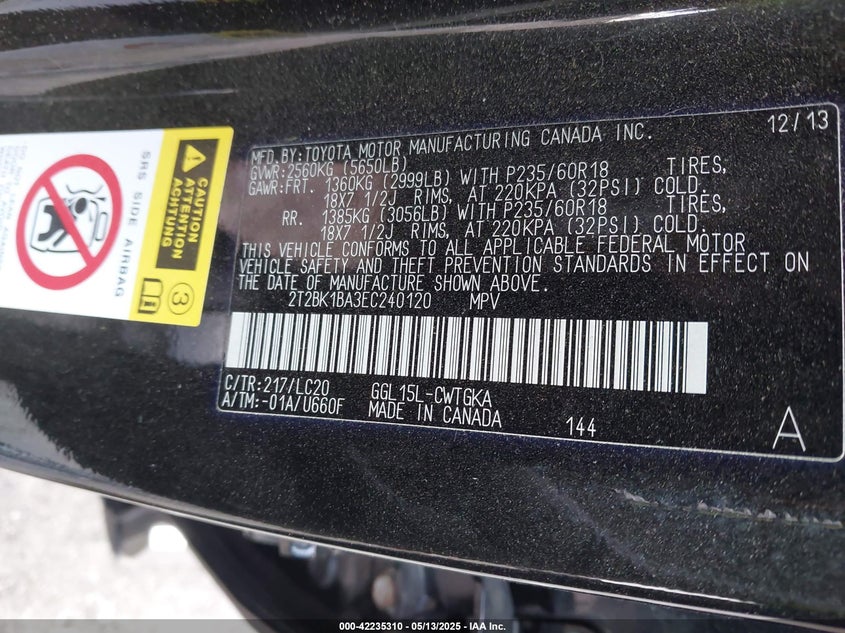 12/13
MFD.BY:TOYOTA MOTOR MANUFACTURING CANADA INC.
GVWR:2560KG (5650LB)
GAWR:FRT. 1360KG (2999LB) WITH P235/60R18 TIRES,
18X7 1/2J RIMS, AT 220KPA (32PSI) COLD.
RR. 1385KG (3056LB) WITH P235/60R18 TIRES,
18X7 1/2J RIMS, AT 220KPA (32PSI) COLD.
THIS VEHICLE CONFORMS TO ALL APPLICABLE FEDERAL MOTOR
VEHICLE SAFETY AND THEFT PREVENTION STANDARDS IN EFFECT ON
THE DATE OF MANUFACTURE SHOWN ABOVE.
2T2BK1BA3EC240120 MPV
C/TR:217/LC20 GGL15L-CWTGKA
A/TM:-01A/U660F MADE IN CANADA
144
A
CAUTION
ATTENTION
ACHTUNG
3
SRS SIDE AIRBAG
000-42235310 - 05/13/2025 - Copyright © 2025 IAA Inc.